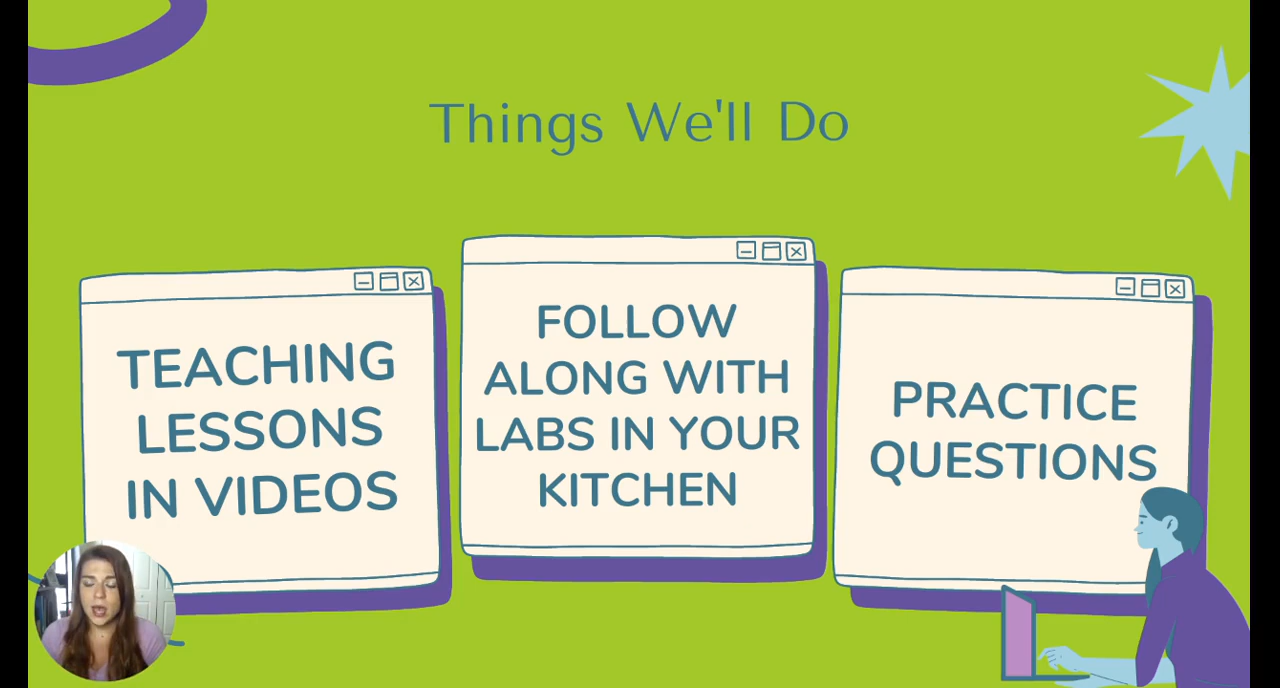 Things We'll Do
TEACHING
LESSONS
IN VIDEOS
FOLLOW
ALONG WITH
LABS IN YOUR
KITCHEN
PRACTICE
QUESTIONS